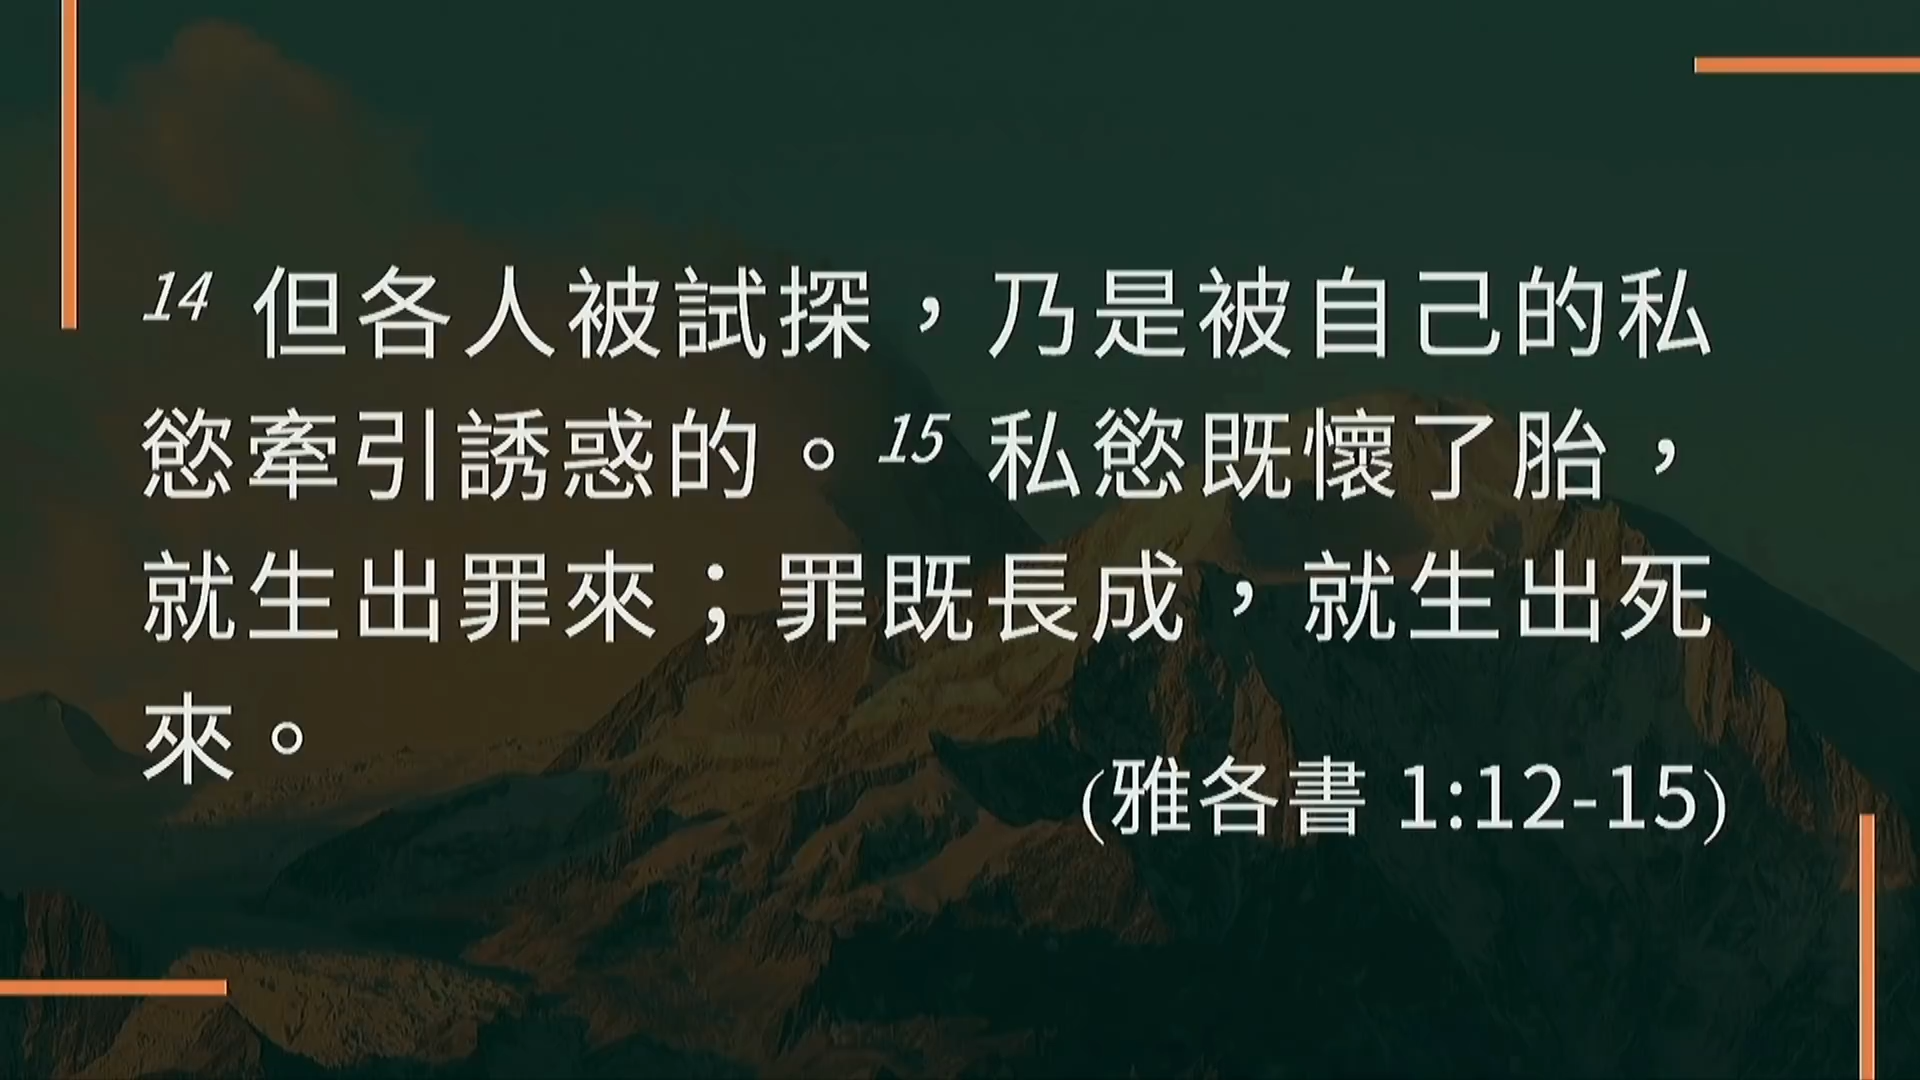 14 但各人被試探，乃是被自己的私
慾牽引誘惑的。15 私慾既懷了胎，
就生出罪來；罪既長成，就生出死
來。
(雅各書 1:12-15)